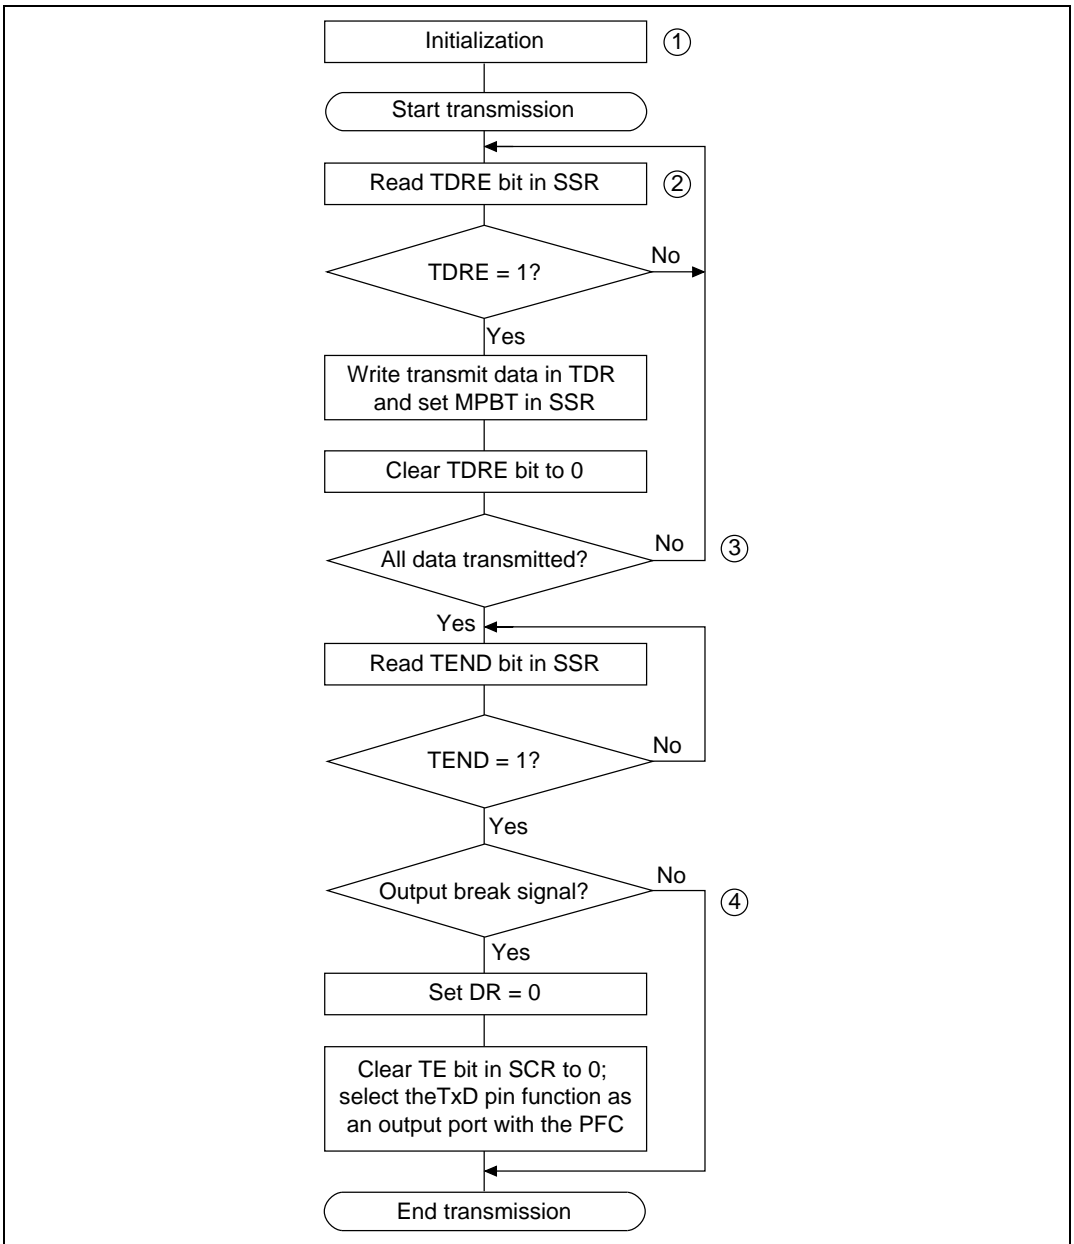 Initialization
①
Start transmission
Read TDRE bit in SSR
②
TDRE = 1?
No
Yes
Write transmit data in TDR
and set MPBT in SSR
Clear TDRE bit to 0
All data transmitted?
No
③
Yes
Read TEND bit in SSR
TEND = 1?
No
Yes
Output break signal?
No
④
Yes
Set DR = 0
Clear TE bit in SCR to 0;
select theTxD pin function as
an output port with the PFC
End transmission